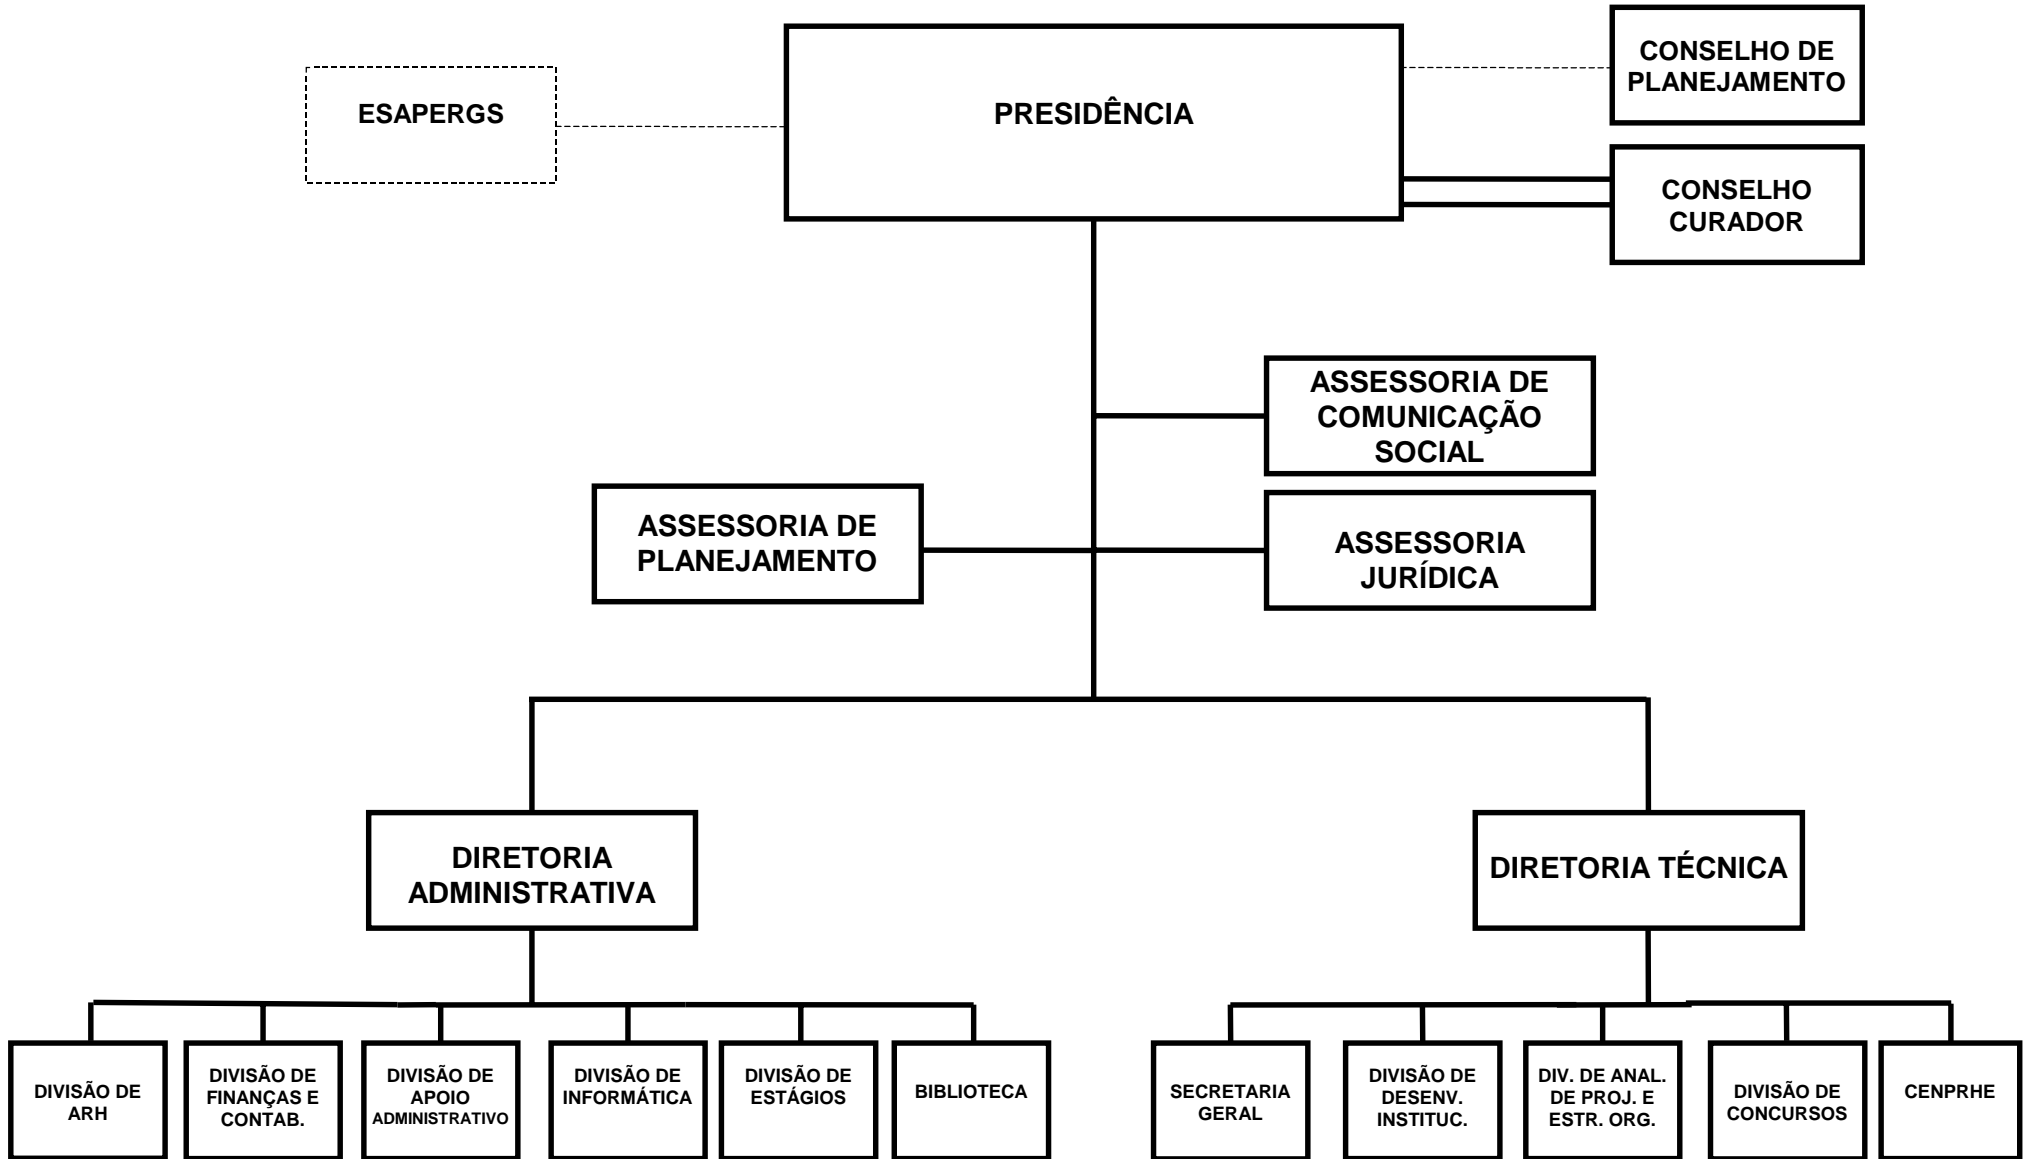 CONSELHO DE
PLANEJAMENTO
ESAPERGS
PRESIDÊNCIA
CONSELHO
CURADOR
ASSESSORIA DE
COMUNICAÇÃO
SOCIAL
ASSESSORIA DE
PLANEJAMENTO
ASSESSORIA
JURÍDICA
DIRETORIA
ADMINISTRATIVA
DIRETORIA TÉCNICA
DIVISÃO DE
ARH
DIVISÃO DE
FINANÇAS E
CONTAB.
DIVISÃO DE
APOIO
ADMINISTRATIVO
DIVISÃO DE
INFORMÁTICA
DIVISÃO DE
ESTÁGIOS
BIBLIOTECA
SECRETARIA
GERAL
DIVISÃO DE
DESENV.
INSTITUC.
DIV. DE ANAL.
DE PROJ. E
ESTR. ORG.
DIVISÃO DE
CONCURSOS
CENPRHE